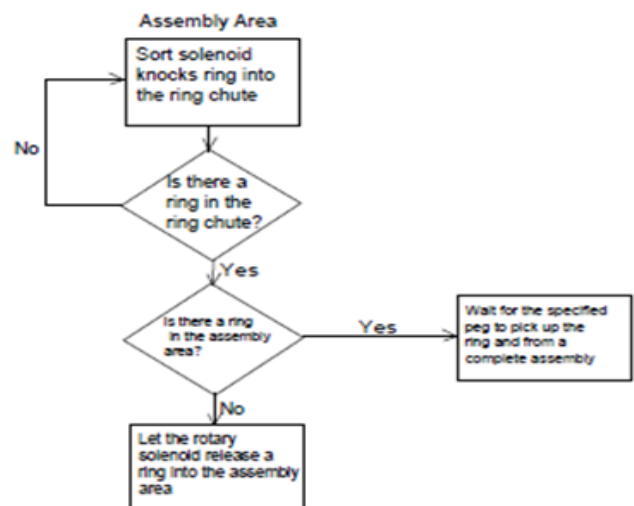 Assembly Area
Sort solenoid
knocks ring into
the ring chute
No
Is there a
ring in the
ring chute?
Yes
Is there a ring
in the assembly
area?
Yes
Wait for the specified
peg to pick up the
ring and from a
complete assembly
No
Let the rotary
solenoid release a
ring into the assembly
area